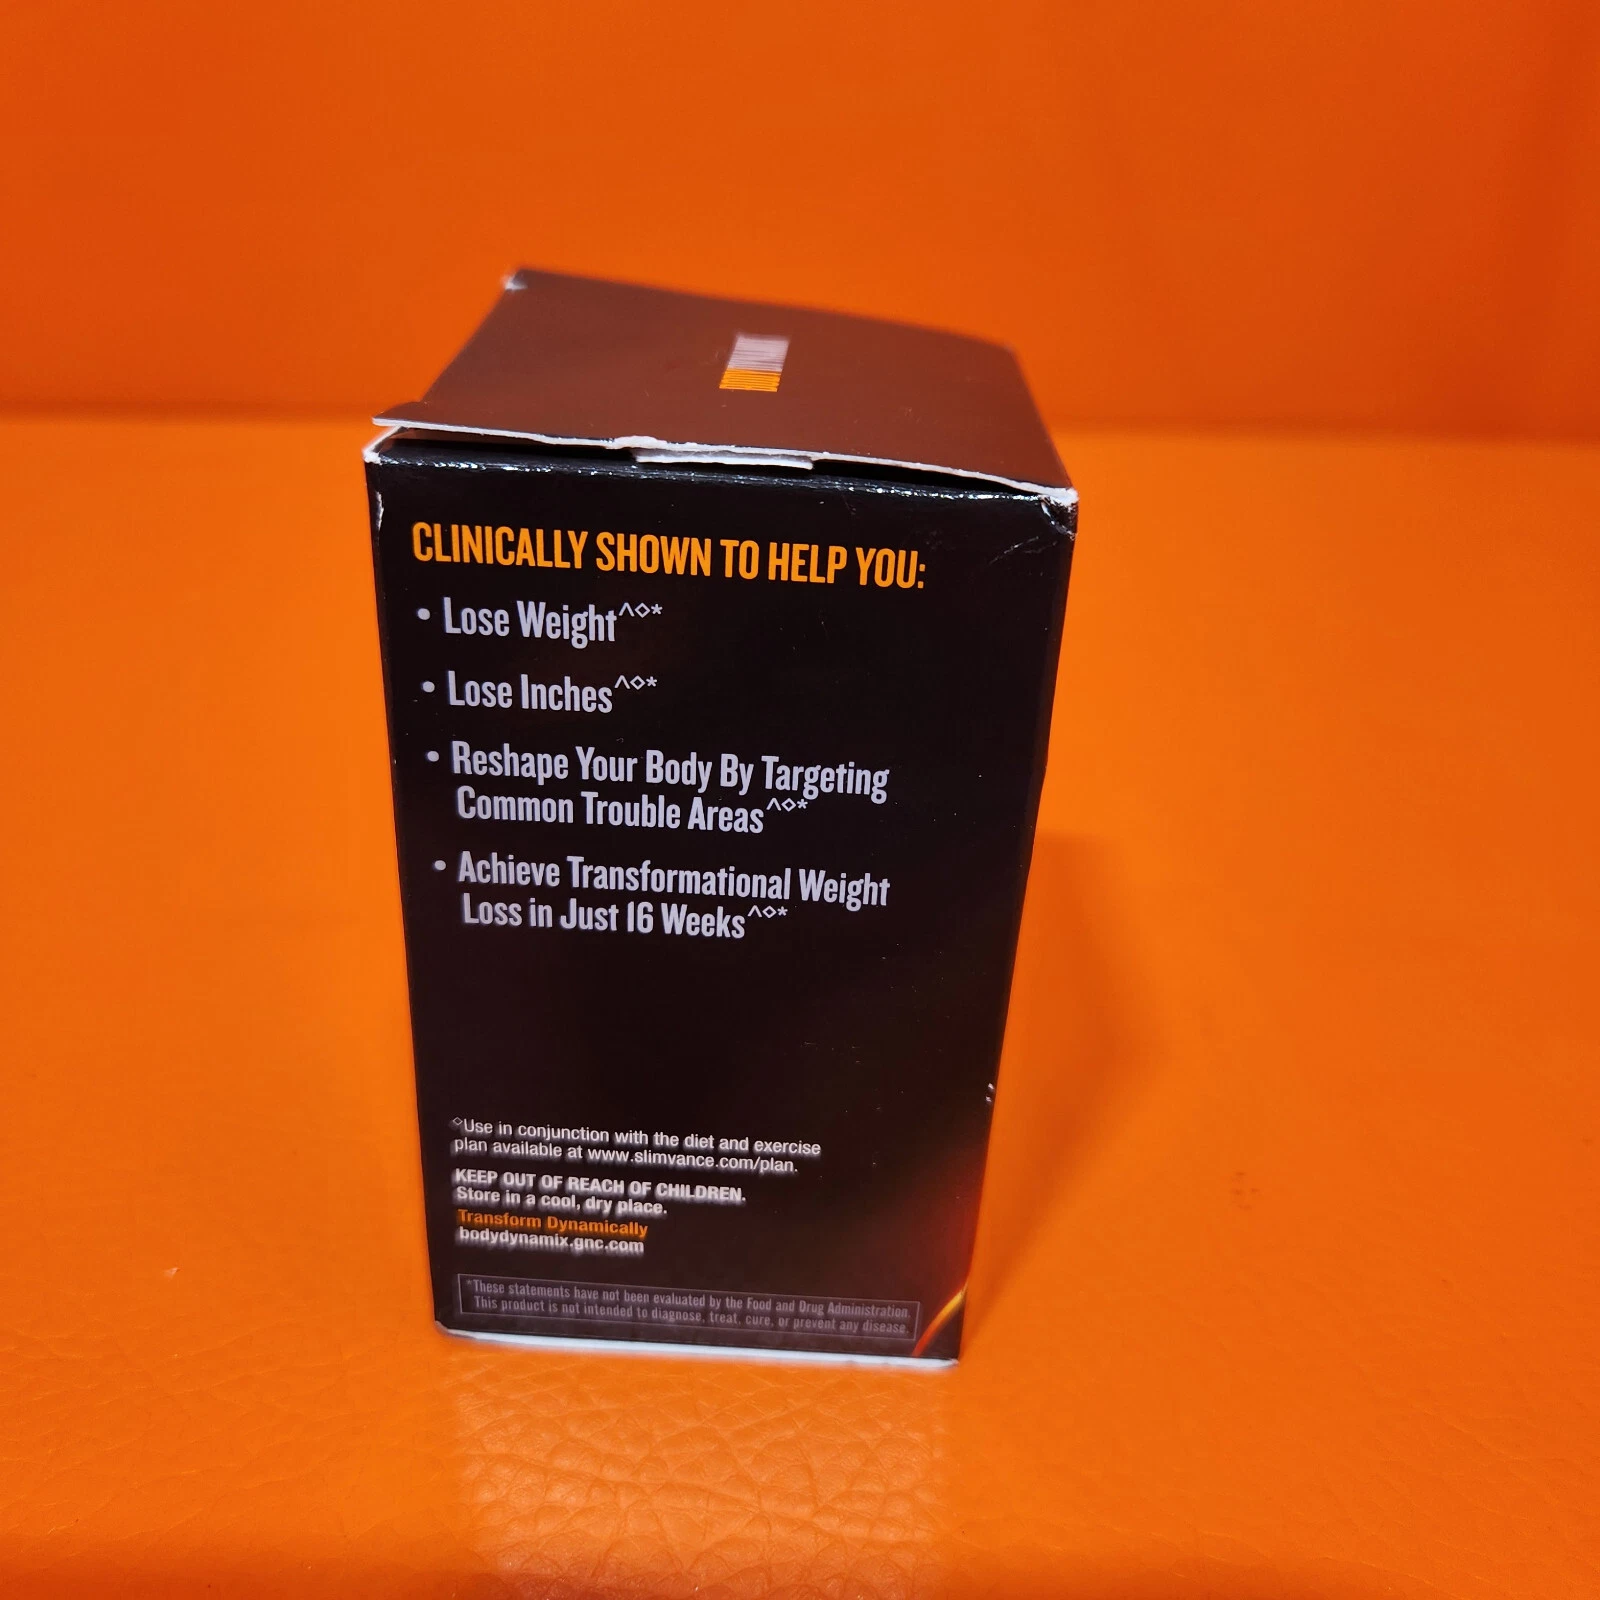 CLINICALLY SHOWN TO HELP YOU:
• Lose Weight^◇*
• Lose Inches^◇*
• Reshape Your Body By Targeting
Common Trouble Areas^◇*
• Achieve Transformational Weight
Loss in Just 16 Weeks^◇*
◇Use in conjunction with the diet and exercise
plan available at www.slimvance.com/plan.
KEEP OUT OF REACH OF CHILDREN.
Store in a cool, dry place.
Transform Dynamically
bodydynamix.gnc.com
*These statements have not been evaluated by the Food and Drug Administration.
This product is not intended to diagnose, treat, cure, or prevent any disease.